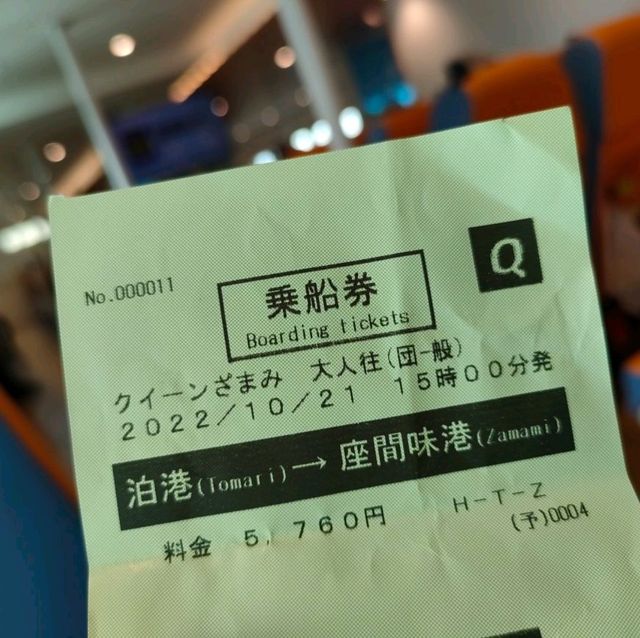 No.000011
Q
乗船券
Boarding tickets
クイーンざまみ 大人往(団一般)
2022/10/21 15時00分発
泊港(Tomari)→座間味港(Zamami)
料金 5,760円 H-T-Z
(予)0004